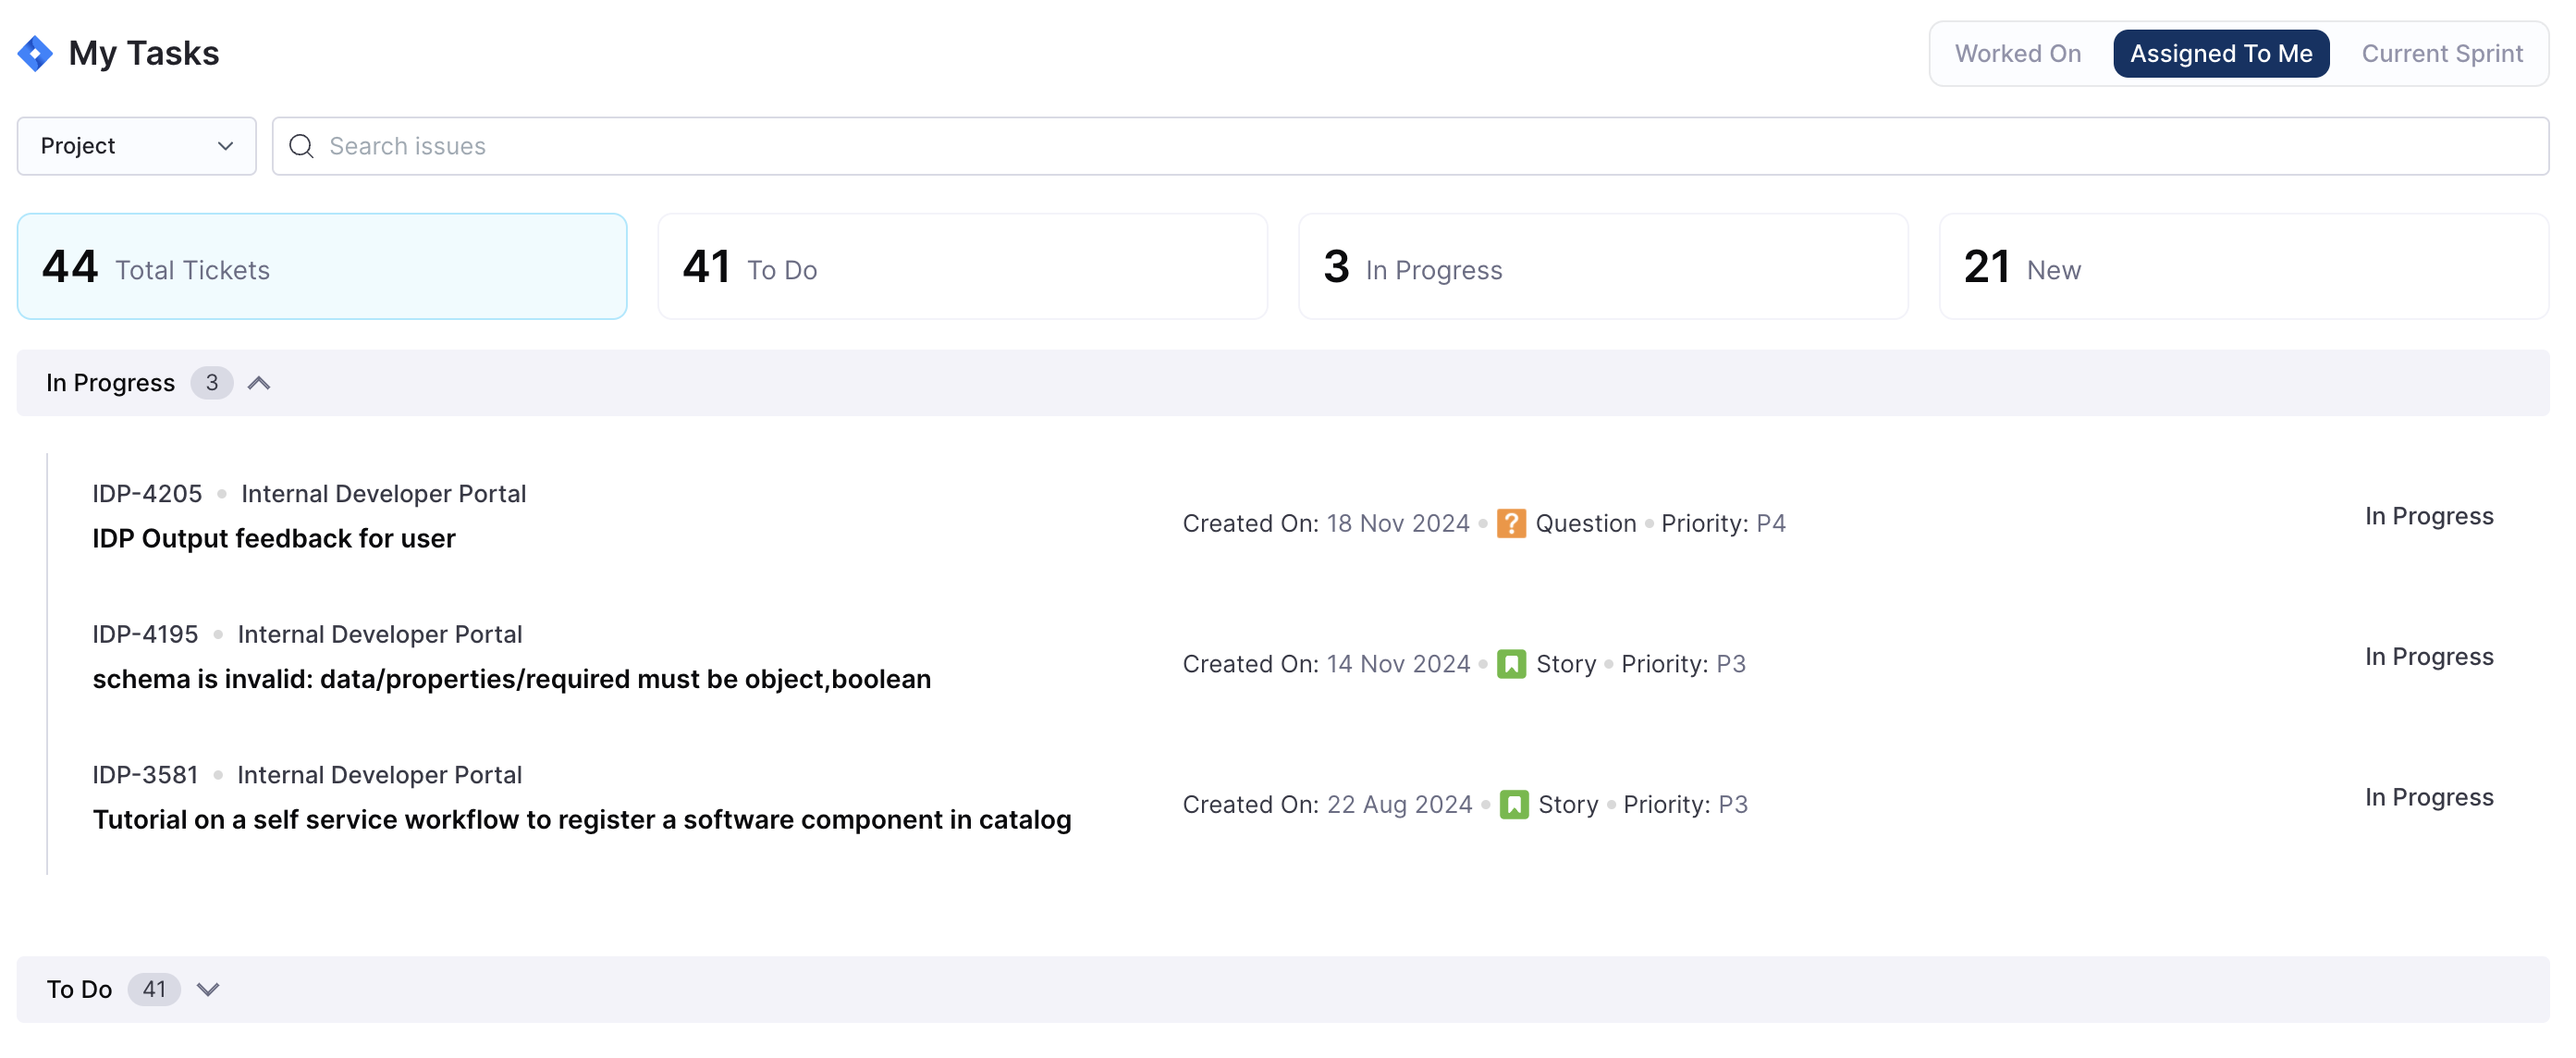 My Tasks
Worked On Assigned To Me Current Sprint
Project
Search issues
44 Total Tickets
41 To Do
3 In Progress
21 New
In Progress 3
IDP-4205 • Internal Developer Portal
IDP Output feedback for user
Created On: 18 Nov 2024 • ? Question • Priority: P4
In Progress
IDP-4195 • Internal Developer Portal
schema is invalid: data/properties/required must be object,boolean
Created On: 14 Nov 2024 • Story • Priority: P3
In Progress
IDP-3581 • Internal Developer Portal
Tutorial on a self service workflow to register a software component in catalog
Created On: 22 Aug 2024 • Story • Priority: P3
In Progress
To Do 41